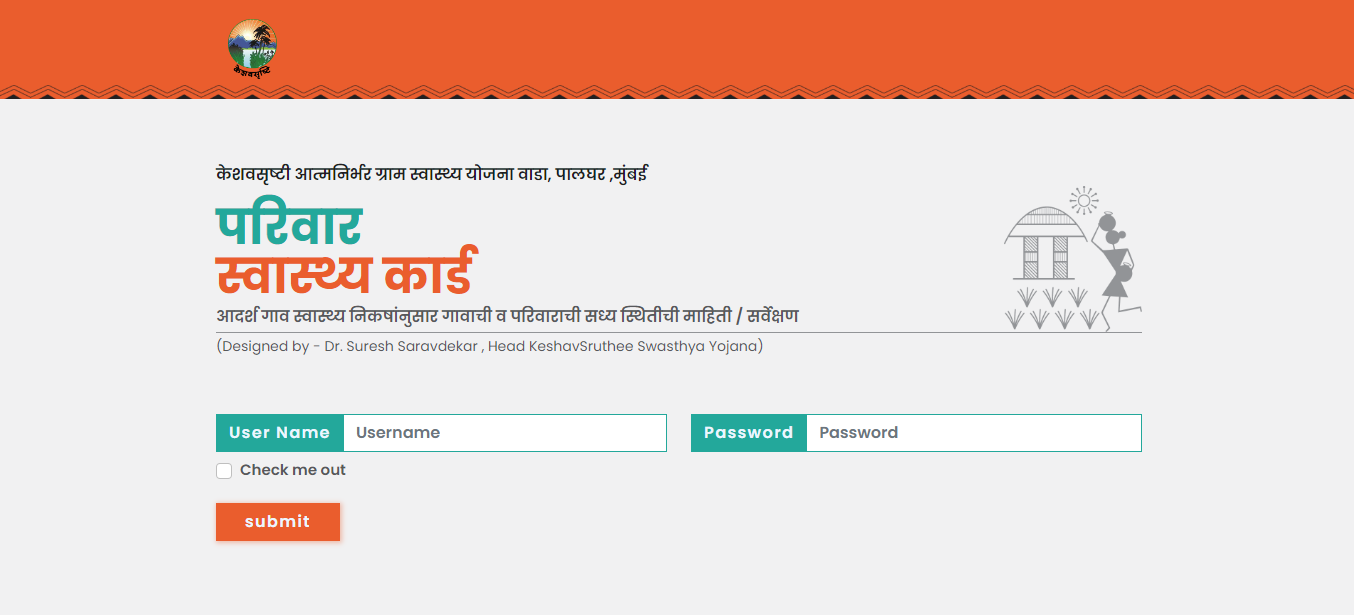 केशवसृष्टि
केशवसृष्टी आत्मनिर्भर ग्राम स्वास्थ्य योजना वाडा, पालघर ,मुंबई
परिवार
स्वास्थ्य कार्ड
आदर्श गाव स्वास्थ्य निकषांनुसार गावाची व परिवाराची सध्य स्थितीची माहिती / सर्वेक्षण
(Designed by - Dr. Suresh Saravdekar , Head KeshavSruthee Swasthya Yojana)
User Name Username Password Password
Check me out
submit